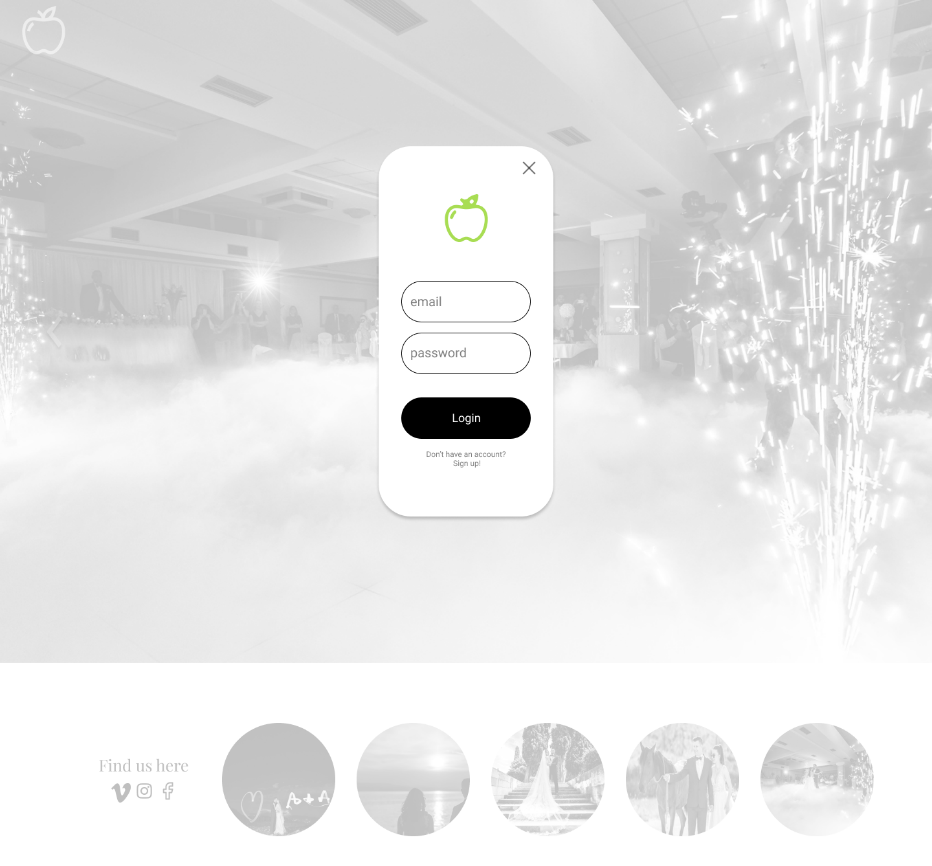 email
password
Login
Don't have an account?
Sign up!
Find us here
A+A